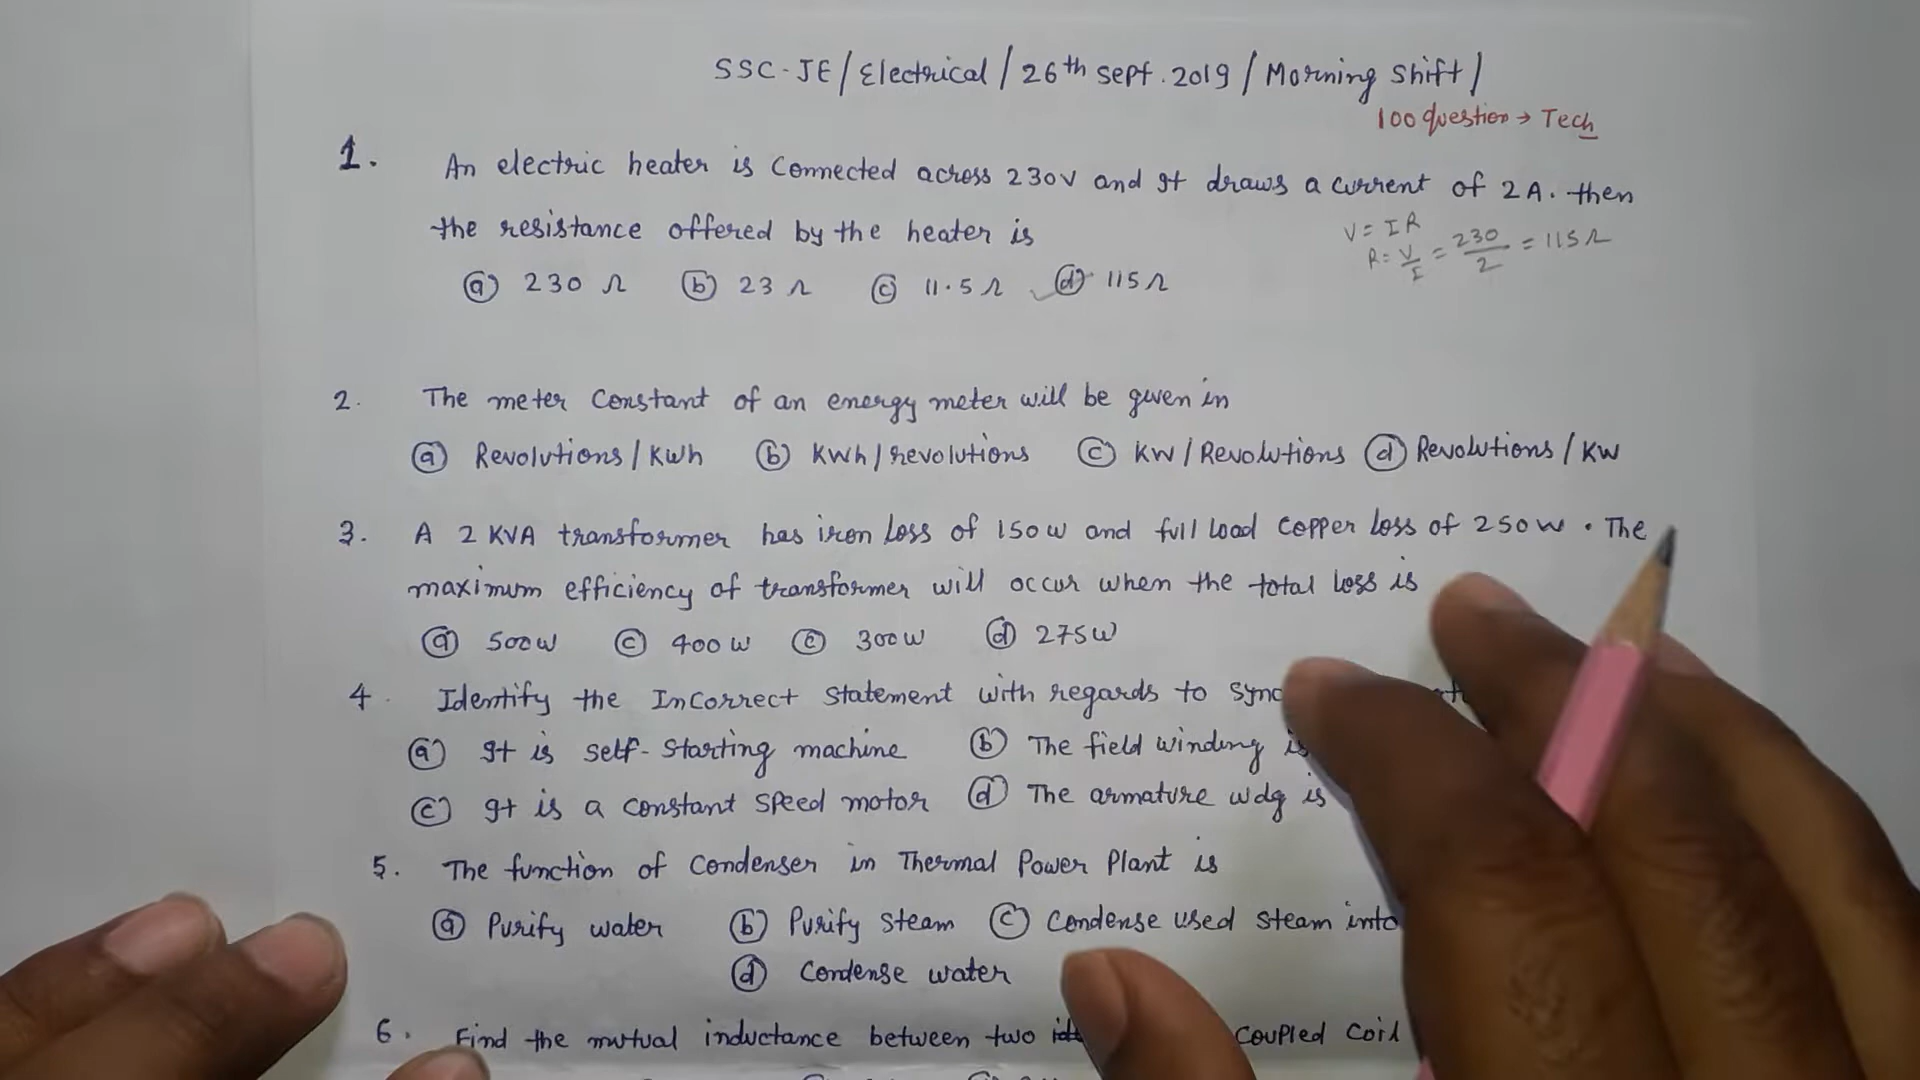 SSC-JE/Electrical/26th Sept.2019/Morning Shift/
100 question → Tech
1. An electric heater is Connected across 230V and It draws a current of 2A. then
the resistance offered by the heater is
V = IR
R = V/I = 230/2 = 115Ω
ⓐ 230 Ω ⓑ 23 Ω ⓒ 11.5 Ω ⓓ 115 Ω
2. The meter Constant of an energy meter will be given in
ⓐ Revolutions/Kwh ⓑ Kwh/revolutions ⓒ KW/Revolutions ⓓ Revolutions/KW
3. A 2 KVA transformer has iron Loss of 150W and full Load Copper Loss of 250W. The
maximum efficiency of transformer will occur when the total loss is
ⓐ 500W ⓒ 400W ⓒ 300W ⓓ 275W
4. Identify the InCorrect Statement with regards to
ⓐ It is Self-Starting machine ⓑ The field winding is
ⓒ It is a Constant Speed motor ⓓ The armature wdg is
5. The function of Condenser in Thermal Power Plant is
ⓐ Purify water ⓑ Purify Steam ⓒ Condense used Steam into
ⓓ Condense water
6. Find the mutual inductance between two Coupled Coil